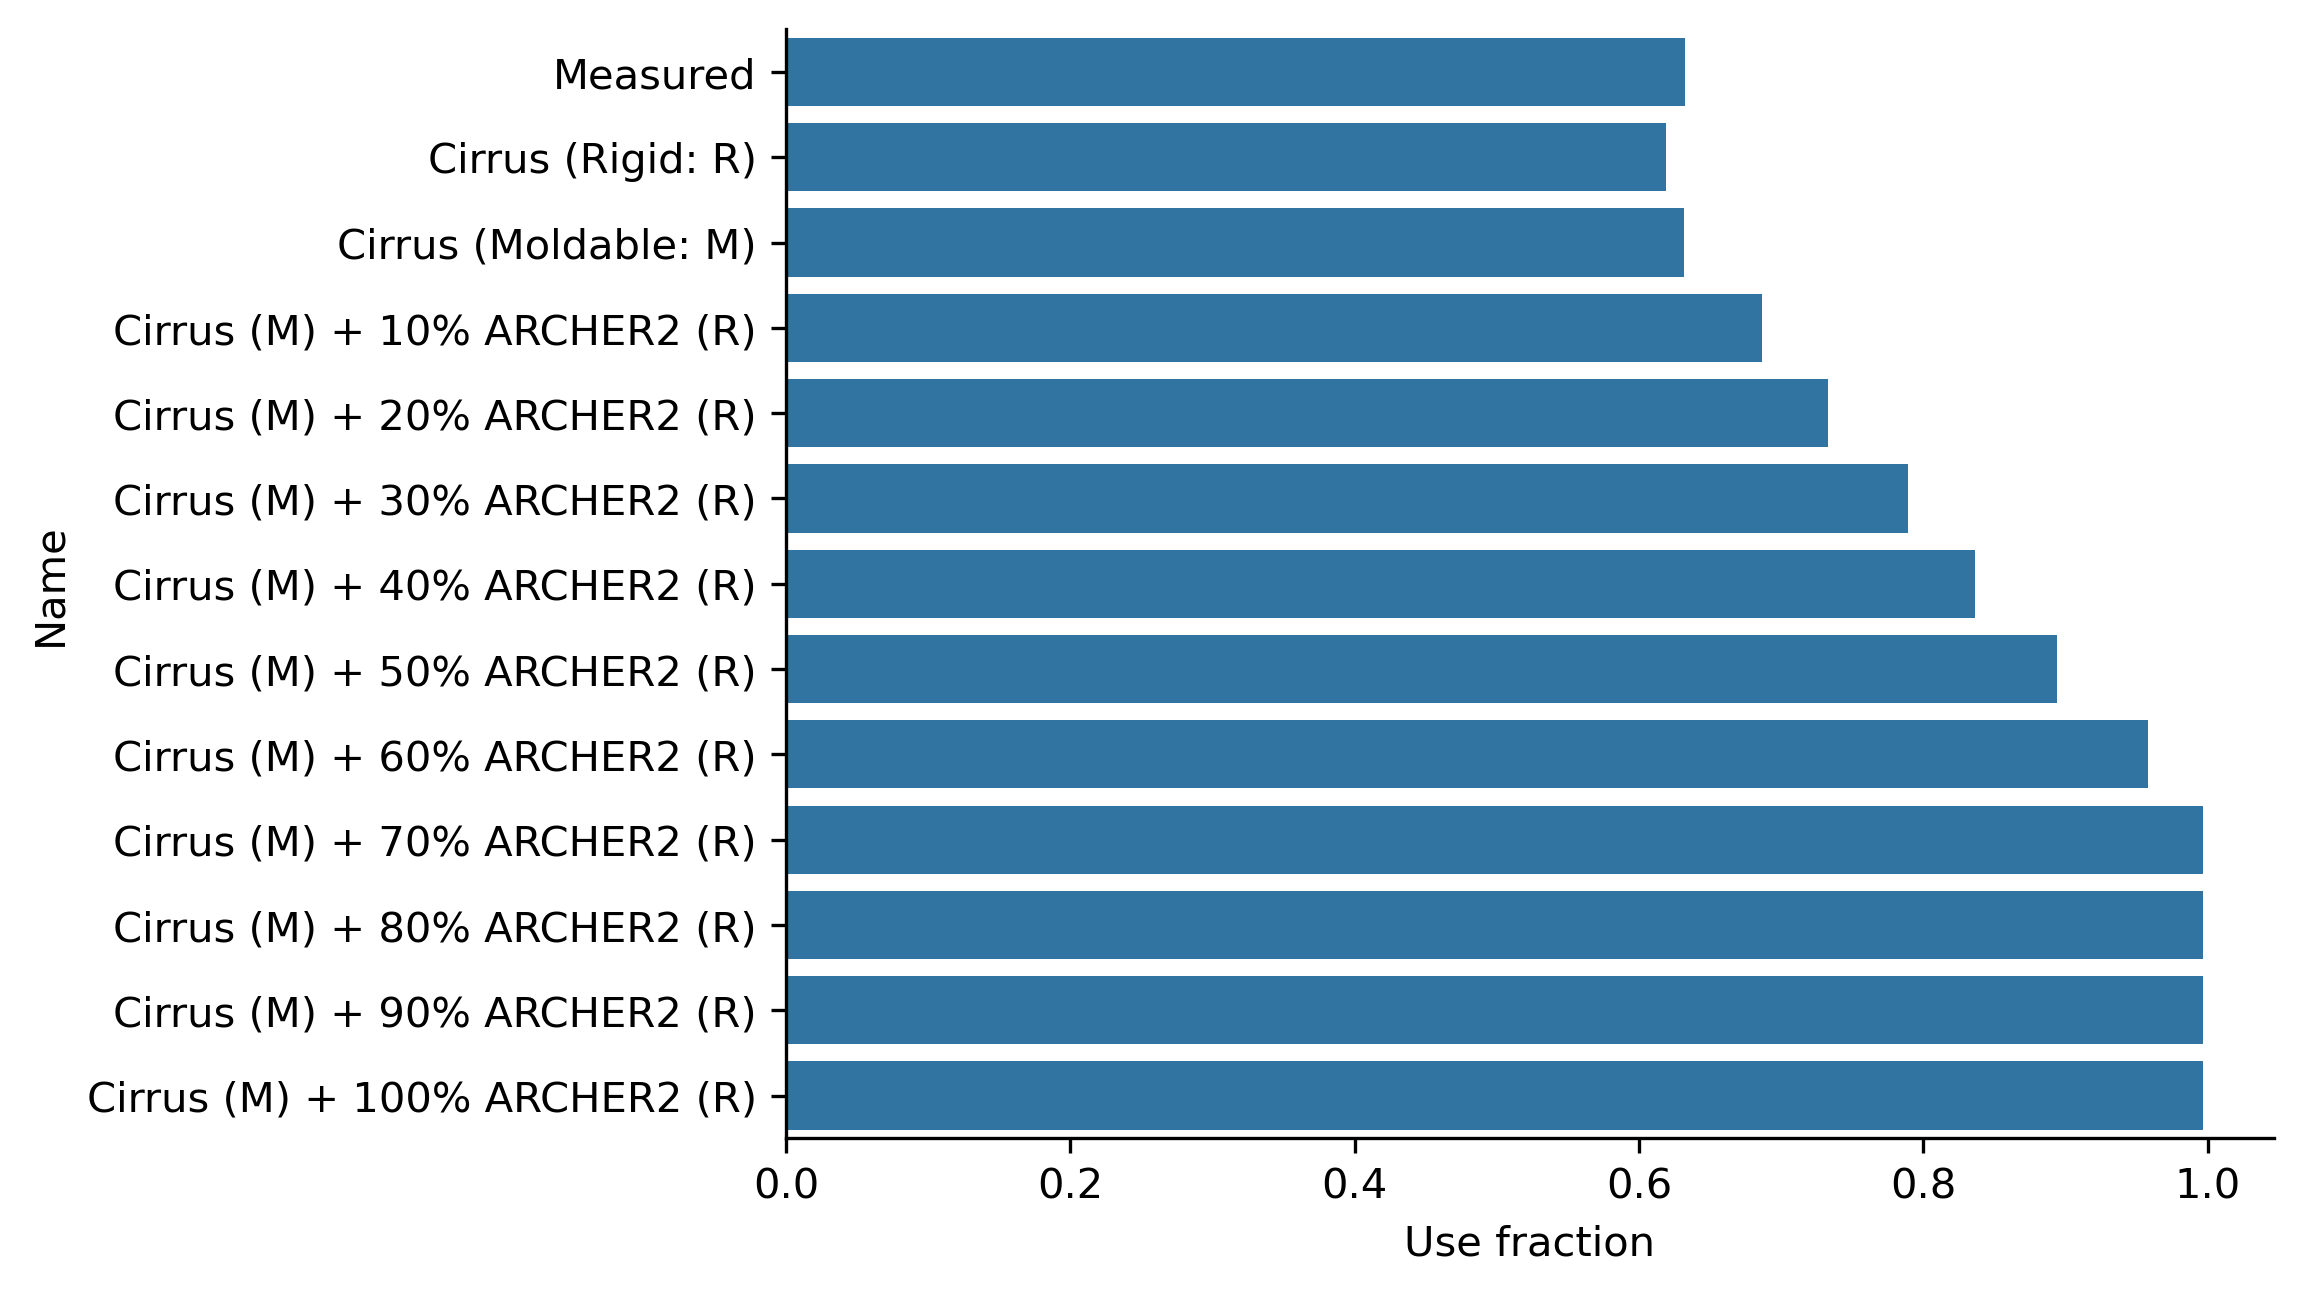 Measured
Cirrus (Rigid: R)
Cirrus (Moldable: M)
Cirrus (M) + 10% ARCHER2 (R)
Cirrus (M) + 20% ARCHER2 (R)
Cirrus (M) + 30% ARCHER2 (R)
Cirrus (M) + 40% ARCHER2 (R)
Cirrus (M) + 50% ARCHER2 (R)
Cirrus (M) + 60% ARCHER2 (R)
Cirrus (M) + 70% ARCHER2 (R)
Cirrus (M) + 80% ARCHER2 (R)
Cirrus (M) + 90% ARCHER2 (R)
Cirrus (M) + 100% ARCHER2 (R)
Name
0.0 0.2 0.4 0.6 0.8 1.0
Use fraction